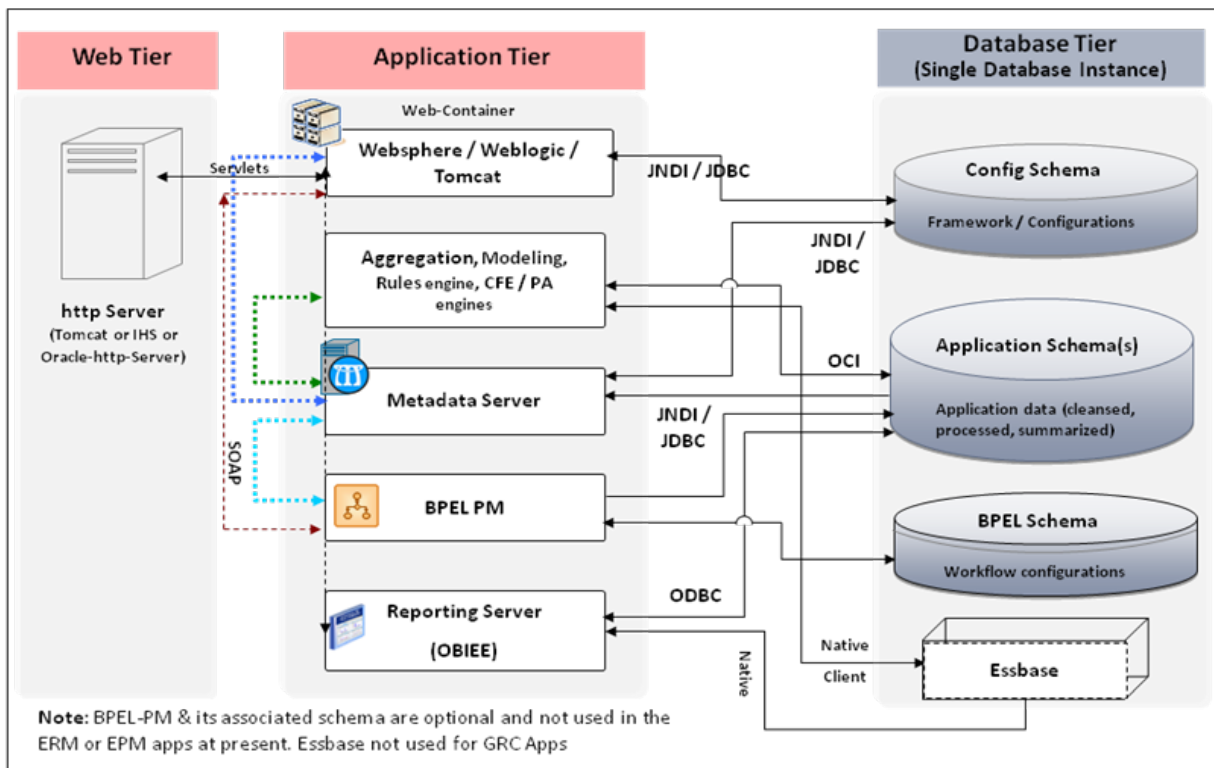 Web Tier
Application Tier
Database Tier
(Single Database Instance)
Web-Container
Websphere / Weblogic /
Tomcat
Servlets
JNDI / JDBC
Config Schema
Framework / Configurations
JNDI /
JDBC
Aggregation, Modeling,
Rules engine, CFE / PA
engines
http Server
(Tomcat or IHS or
Oracle-http-Server)
OCI
Application Schema(s)
Application data (cleansed,
processed, summarized)
Metadata Server
JNDI /
JDBC
SOAP
BPEL PM
BPEL Schema
Workflow configurations
ODBC
Reporting Server
(OBIEE)
Native
Client
Native
Essbase
Note: BPEL-PM & its associated schema are optional and not used in the
ERM or EPM apps at present. Essbase not used for GRC Apps